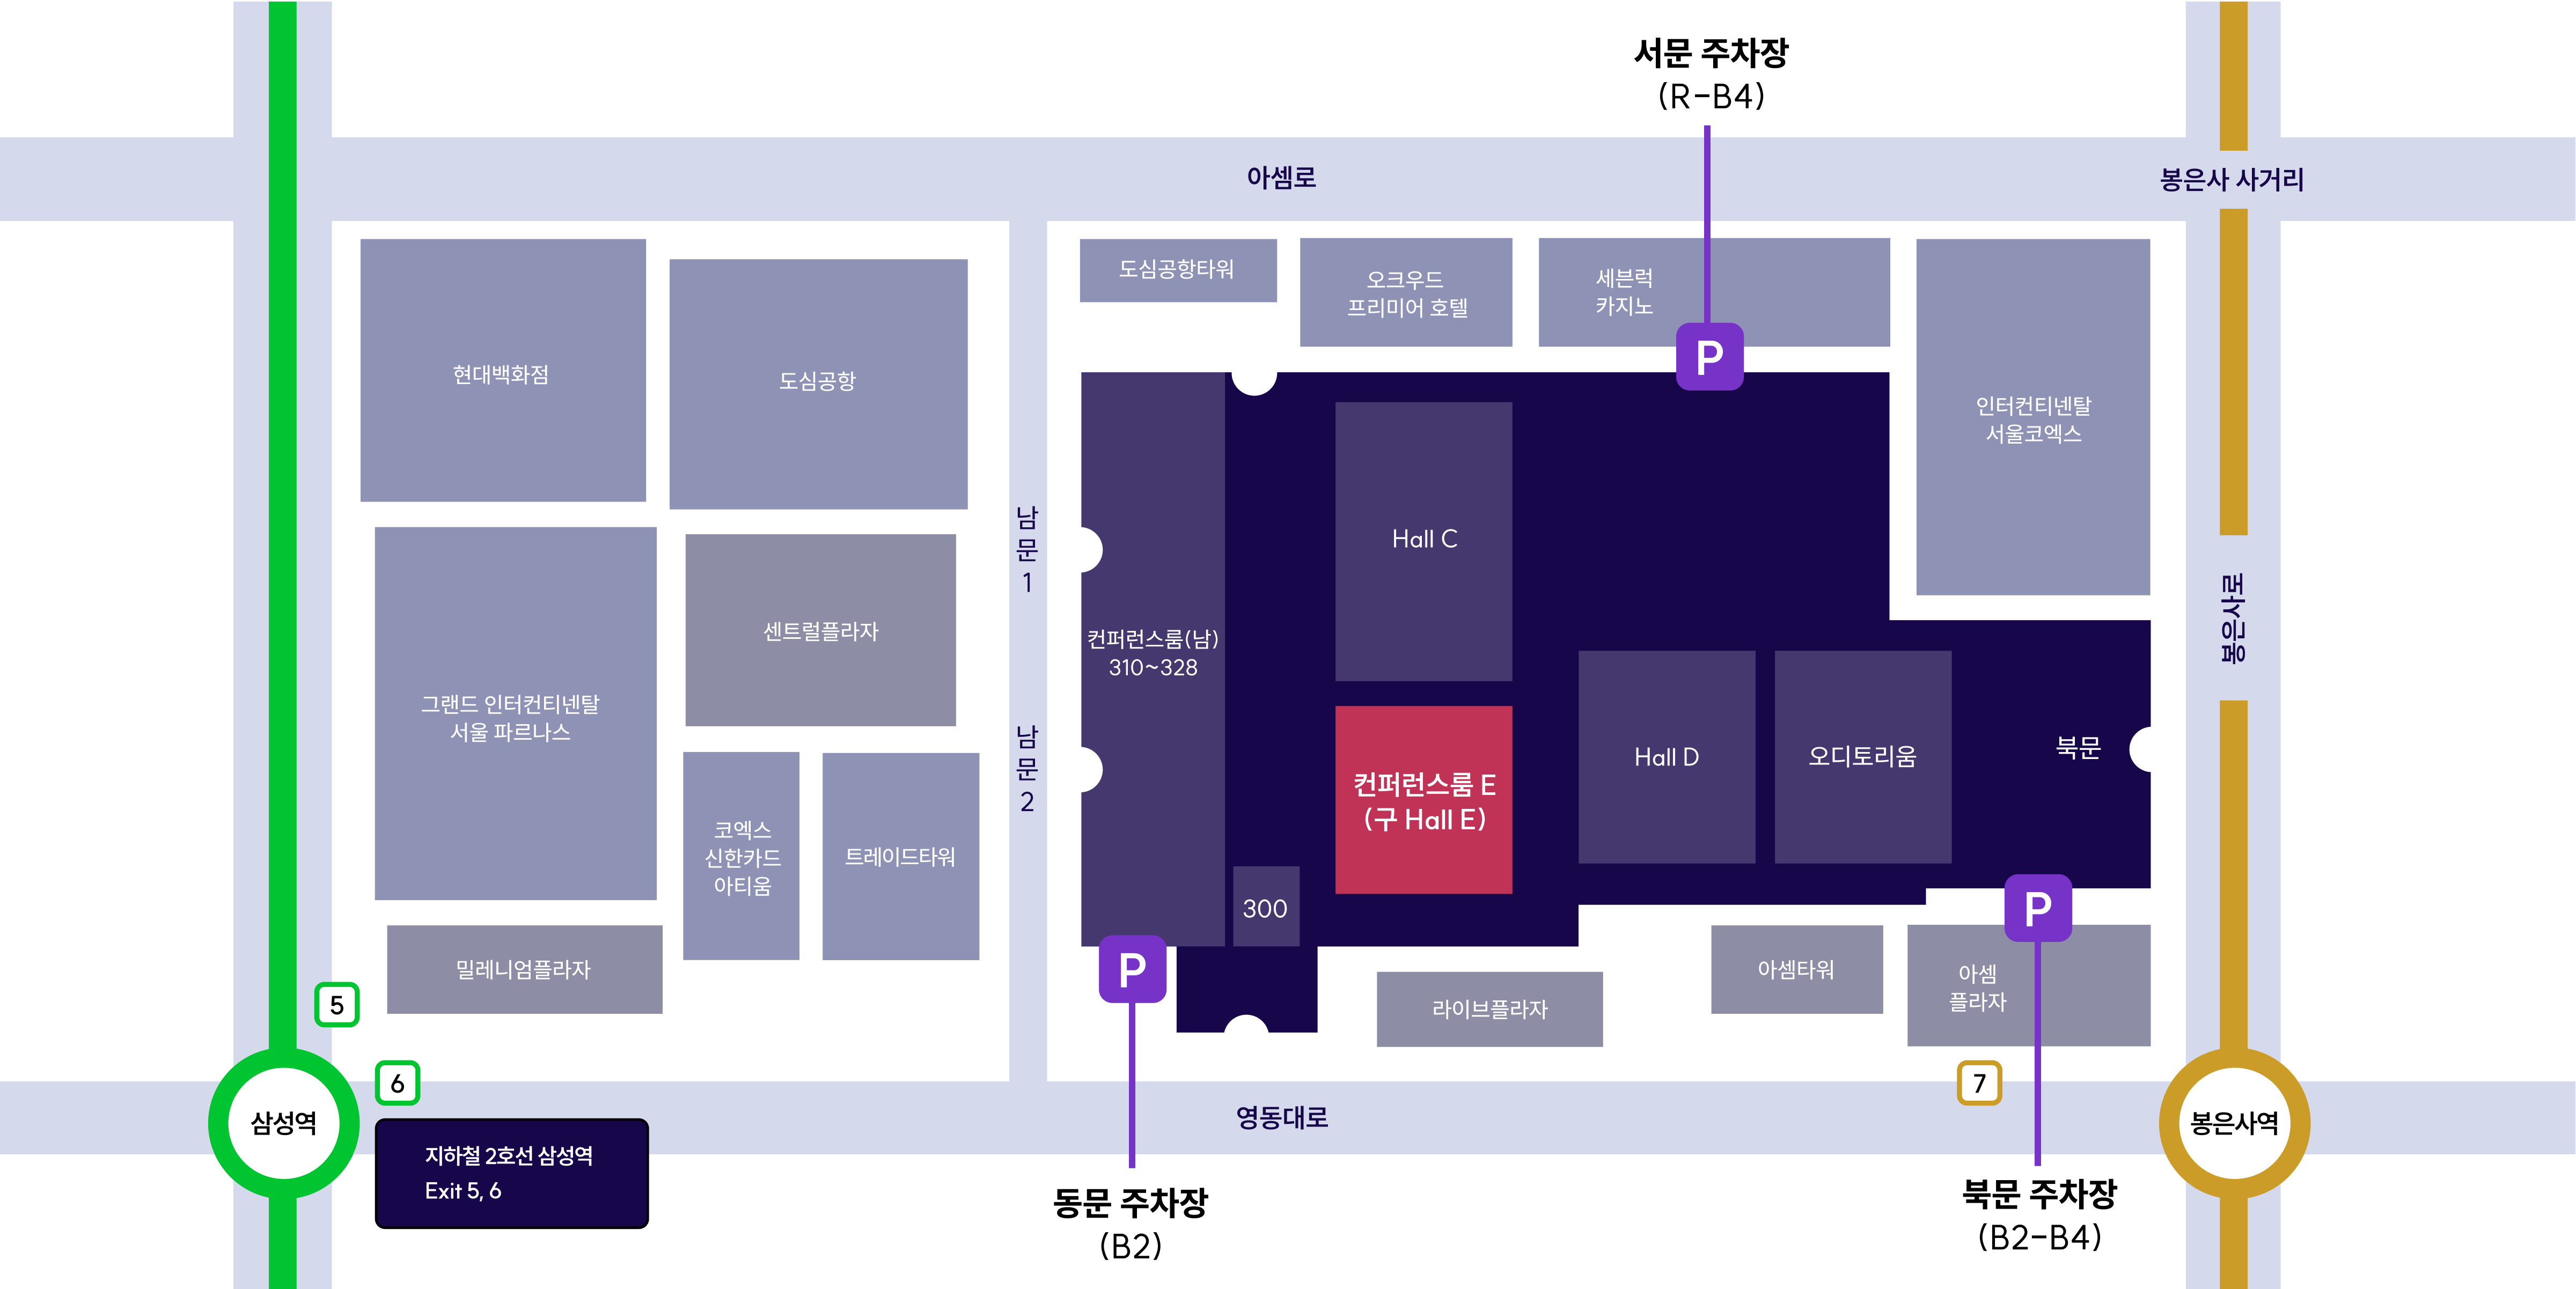 서문 주차장
(R-B4)
아셈로
봉은사 사거리
도심공항타워
오크우드
프리미어 호텔
세븐럭
카지노
P
현대백화점
도심공항
인터컨티넨탈
서울코엑스
남
문
1
Hall C
센트럴플라자
컨퍼런스룸(남)
310~328
봉은사로
그랜드 인터컨티넨탈
서울 파르나스
남
문
2
컨퍼런스룸 E
(구 Hall E)
Hall D
오디토리움
북문
코엑스
신한카드
아티움
트레이드타워
300
P
P
밀레니엄플라자
라이브플라자
아셈타워
아셈
플라자
5
6
7
삼성역
영동대로
봉은사역
지하철 2호선 삼성역
Exit 5, 6
동문 주차장
(B2)
북문 주차장
(B2-B4)